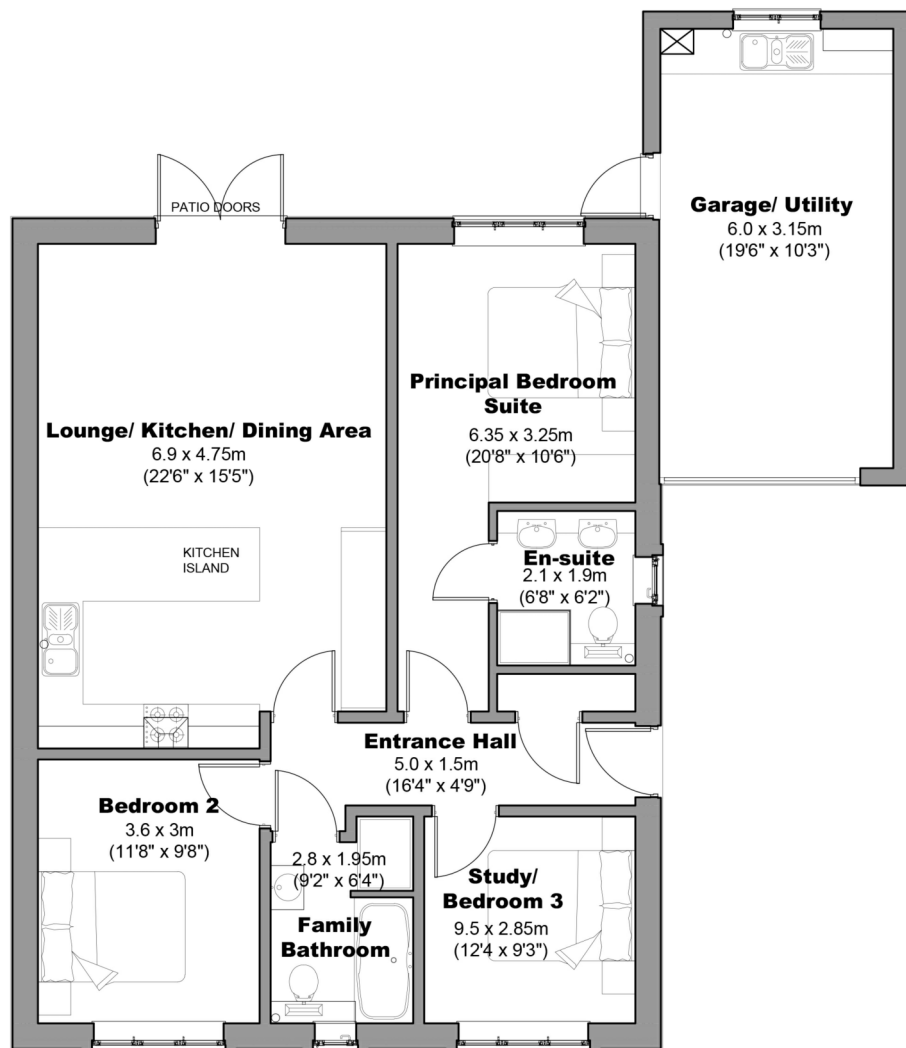 PATIO DOORS
Garage/ Utility
6.0 x 3.15m
(19'6" x 10'3")
Principal Bedroom
Suite
6.35 x 3.25m
(20'8" x 10'6")
Lounge/ Kitchen/ Dining Area
6.9 x 4.75m
(22'6" x 15'5")
KITCHEN
ISLAND
En-suite
2.1 x 1.9m
(6'8" x 6'2")
Entrance Hall
5.0 x 1.5m
(16'4" x 4'9")
Bedroom 2
3.6 x 3m
(11'8" x 9'8")
2.8 x 1.95m
(9'2" x 6'4")
Family
Bathroom
Study/
Bedroom 3
9.5 x 2.85m
(12'4 x 9'3")